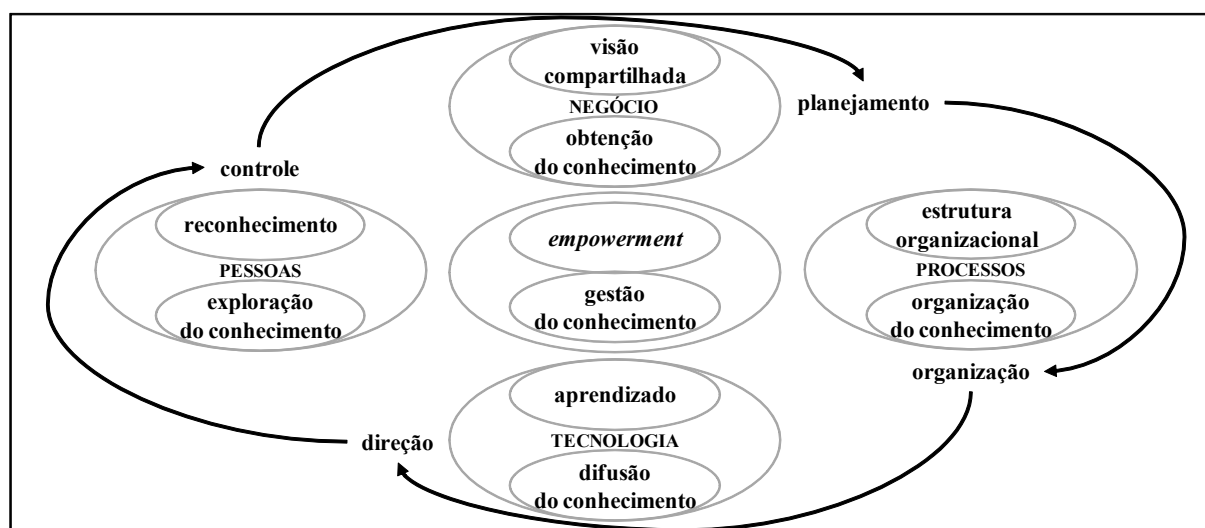 visão
compartilhada
NEGÓCIO
obtenção
do conhecimento
planejamento
controle
reconhecimento
PESSOAS
exploração
do conhecimento
empowerment
gestão
do conhecimento
estrutura
organizacional
PROCESSOS
organização
do conhecimento
organização
aprendizado
TECNOLOGIA
difusão
do conhecimento
direção